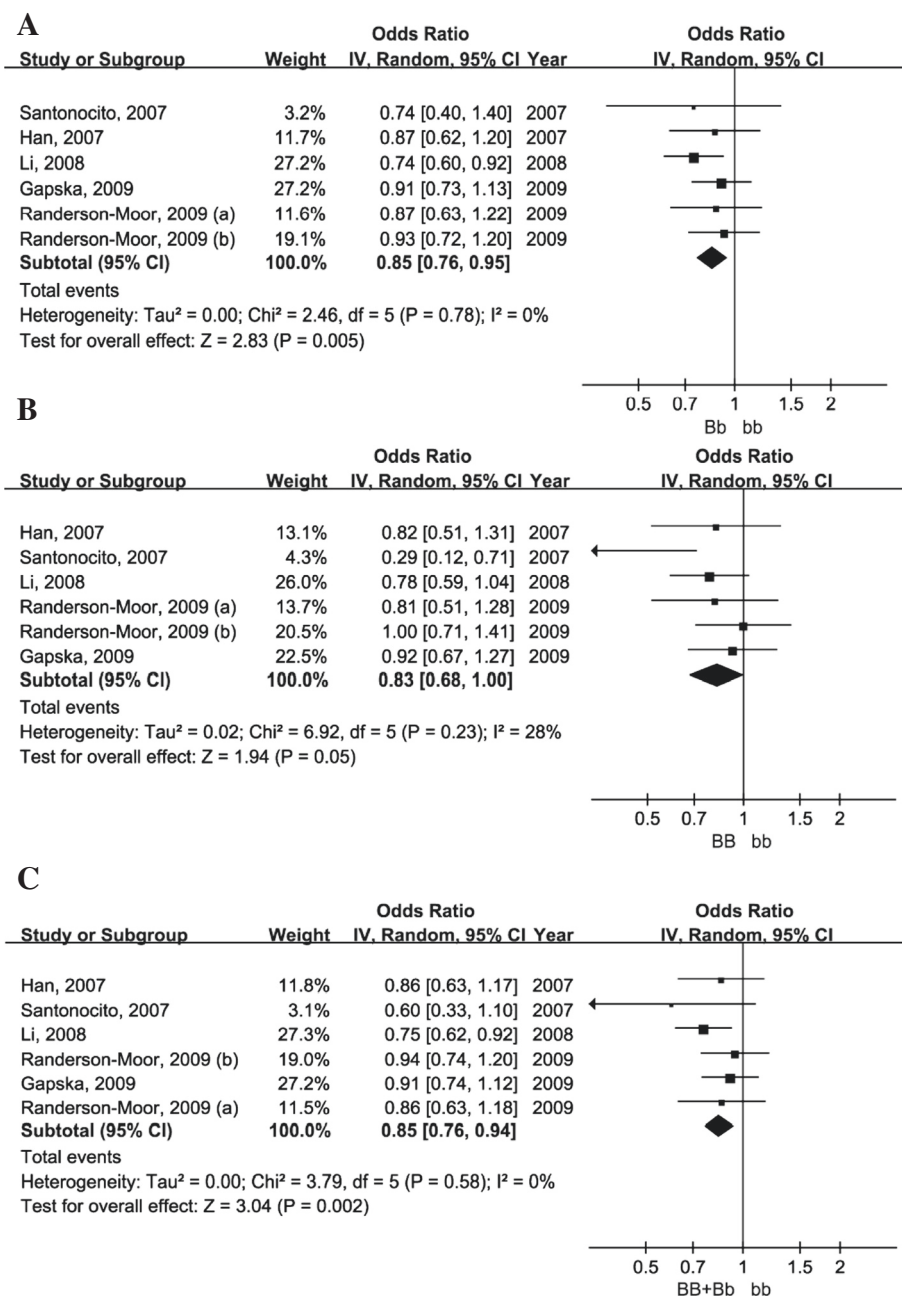 A
Odds Ratio Odds Ratio
Study or Subgroup Weight IV, Random, 95% CI Year IV, Random, 95% CI
Santonocito, 2007 3.2% 0.74 [0.40, 1.40] 2007
Han, 2007 11.7% 0.87 [0.62, 1.20] 2007
Li, 2008 27.2% 0.74 [0.60, 0.92] 2008
Gapska, 2009 27.2% 0.91 [0.73, 1.13] 2009
Randerson-Moor, 2009 (a) 11.6% 0.87 [0.63, 1.22] 2009
Randerson-Moor, 2009 (b) 19.1% 0.93 [0.72, 1.20] 2009
Subtotal (95% CI) 100.0% 0.85 [0.76, 0.95]
Total events
Heterogeneity: Tau² = 0.00; Chi² = 2.46, df = 5 (P = 0.78); I² = 0%
Test for overall effect: Z = 2.83 (P = 0.005)
0.5 0.7 1 1.5 2
Bb bb
B
Odds Ratio Odds Ratio
Study or Subgroup Weight IV, Random, 95% CI Year IV, Random, 95% CI
Han, 2007 13.1% 0.82 [0.51, 1.31] 2007
Santonocito, 2007 4.3% 0.29 [0.12, 0.71] 2007
Li, 2008 26.0% 0.78 [0.59, 1.04] 2008
Randerson-Moor, 2009 (a) 13.7% 0.81 [0.51, 1.28] 2009
Randerson-Moor, 2009 (b) 20.5% 1.00 [0.71, 1.41] 2009
Gapska, 2009 22.5% 0.92 [0.67, 1.27] 2009
Subtotal (95% CI) 100.0% 0.83 [0.68, 1.00]
Total events
Heterogeneity: Tau² = 0.02; Chi² = 6.92, df = 5 (P = 0.23); I² = 28%
Test for overall effect: Z = 1.94 (P = 0.05)
0.5 0.7 1 1.5 2
BB bb
C
Odds Ratio Odds Ratio
Study or Subgroup Weight IV, Random, 95% CI Year IV, Random, 95% CI
Han, 2007 11.8% 0.86 [0.63, 1.17] 2007
Santonocito, 2007 3.1% 0.60 [0.33, 1.10] 2007
Li, 2008 27.3% 0.75 [0.62, 0.92] 2008
Randerson-Moor, 2009 (b) 19.0% 0.94 [0.74, 1.20] 2009
Gapska, 2009 27.2% 0.91 [0.74, 1.12] 2009
Randerson-Moor, 2009 (a) 11.5% 0.86 [0.63, 1.18] 2009
Subtotal (95% CI) 100.0% 0.85 [0.76, 0.94]
Total events
Heterogeneity: Tau² = 0.00; Chi² = 3.79, df = 5 (P = 0.58); I² = 0%
Test for overall effect: Z = 3.04 (P = 0.002)
0.5 0.7 1 1.5 2
BB+Bb bb